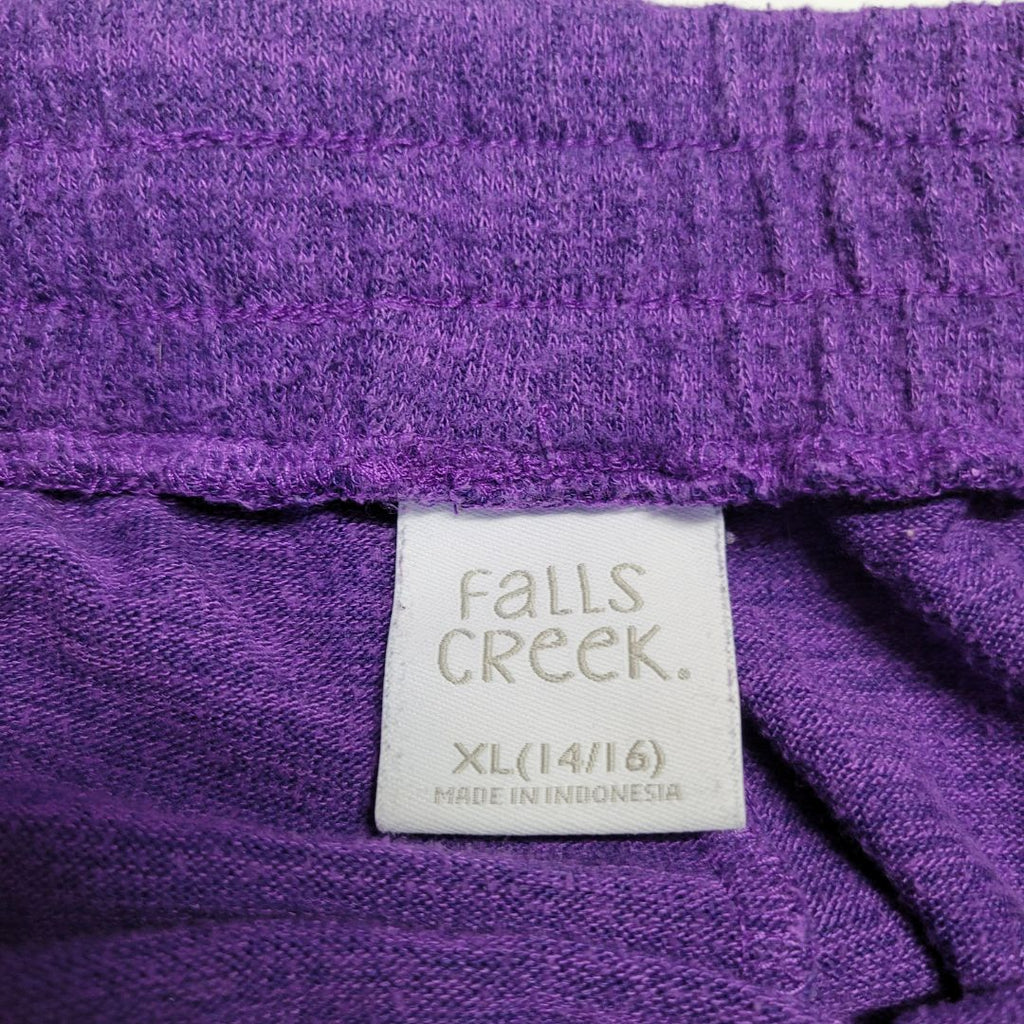 Falls
Creek.
XL(14/16)
MADE IN INDONESIA